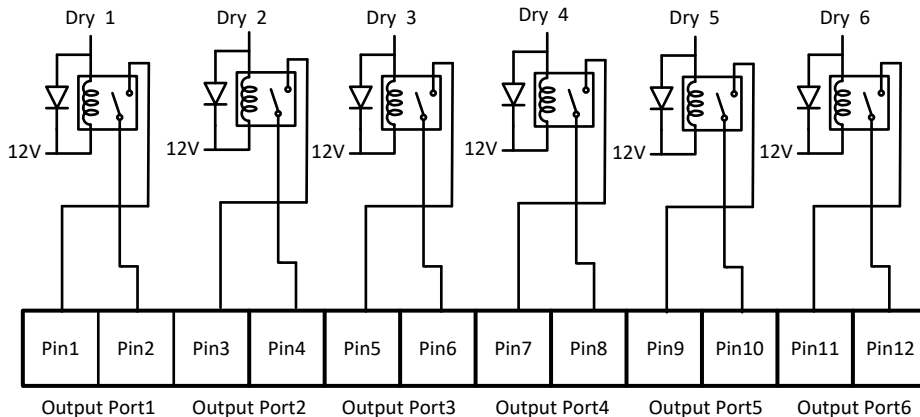 Dry 1 Dry 2 Dry 3 Dry 4 Dry 5 Dry 6
12V 12V 12V 12V 12V 12V
Pin1 Pin2 Pin3 Pin4 Pin5 Pin6 Pin7 Pin8 Pin9 Pin10 Pin11 Pin12
Output Port1 Output Port2 Output Port3 Output Port4 Output Port5 Output Port6